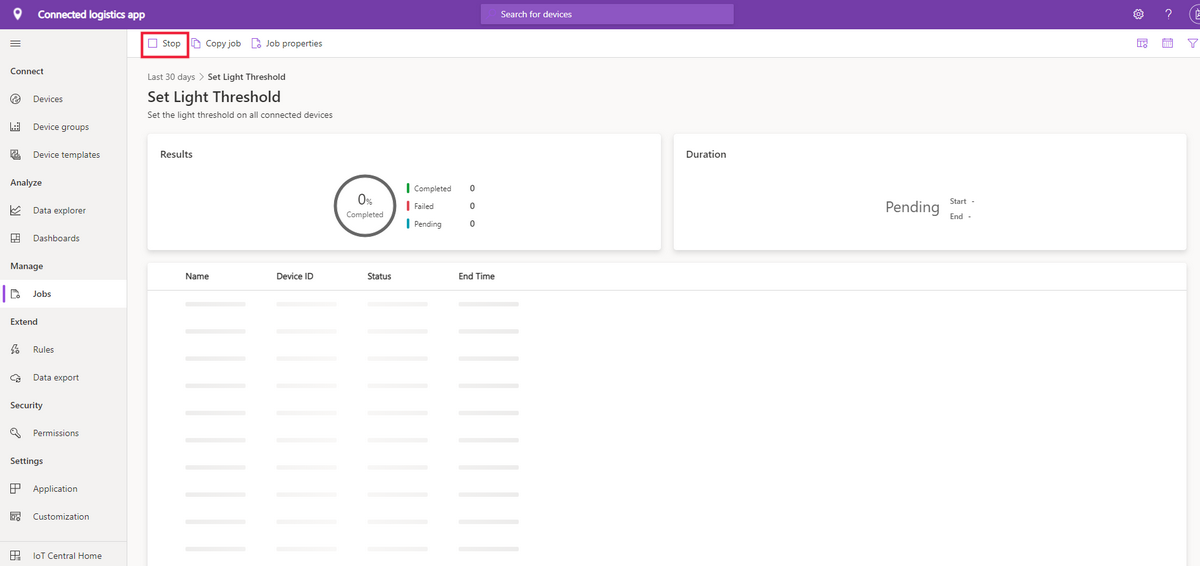 Connected logistics app
Search for devices
?
Stop
Copy job
Job properties
Connect
Devices
Device groups
Device templates
Analyze
Data explorer
Dashboards
Manage
Jobs
Extend
Rules
Data export
Security
Permissions
Settings
Application
Customization
IoT Central Home
Last 30 days > Set Light Threshold
Set Light Threshold
Set the light threshold on all connected devices
Results
0%
Completed
Completed 0
Failed 0
Pending 0
Duration
Pending
Start -
End -
Name Device ID Status End Time